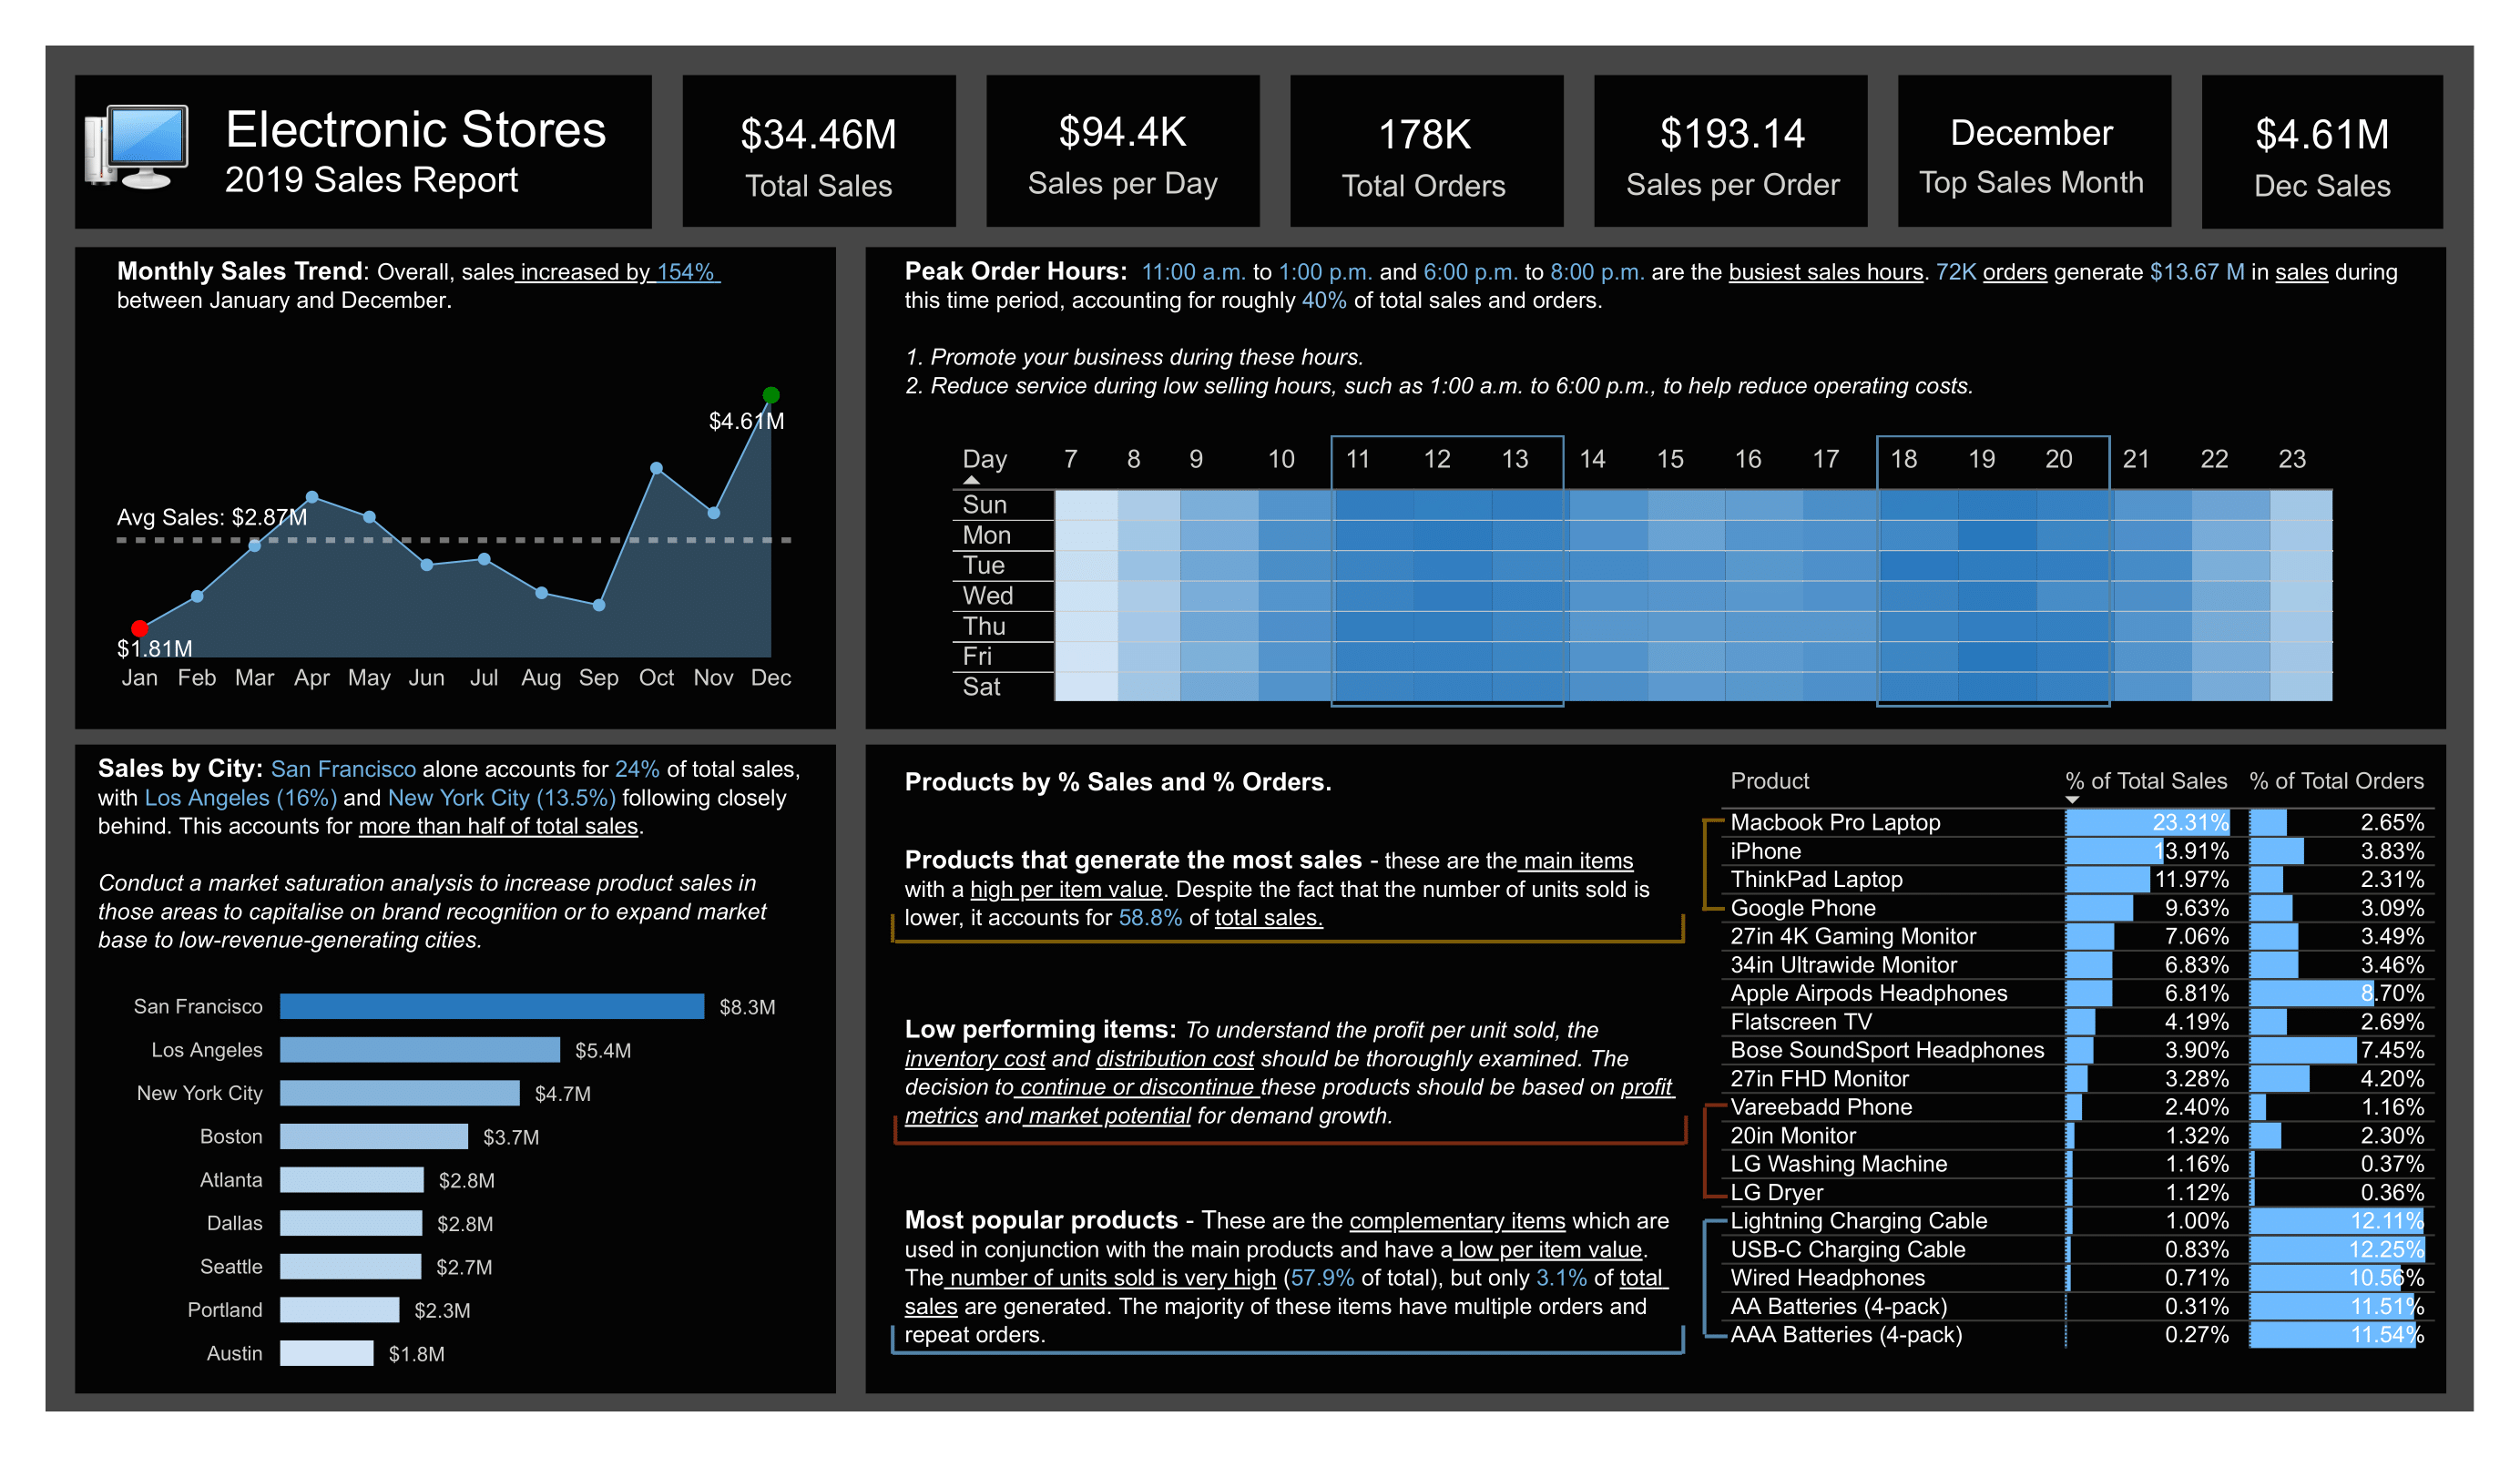 Electronic Stores
2019 Sales Report
$34.46M
Total Sales
$94.4K
Sales per Day
178K
Total Orders
$193.14
Sales per Order
December
Top Sales Month
$4.61M
Dec Sales
Monthly Sales Trend: Overall, sales increased by 154%
between January and December.
$4.61M
Avg Sales: $2.87M
$1.81M
Jan Feb Mar Apr May Jun Jul Aug Sep Oct Nov Dec
Peak Order Hours: 11:00 a.m. to 1:00 p.m. and 6:00 p.m. to 8:00 p.m. are the busiest sales hours. 72K orders generate $13.67 M in sales during
this time period, accounting for roughly 40% of total sales and orders.
1. Promote your business during these hours.
2. Reduce service during low selling hours, such as 1:00 a.m. to 6:00 p.m., to help reduce operating costs.
Day 7 8 9 10 11 12 13 14 15 16 17 18 19 20 21 22 23
Sun
Mon
Tue
Wed
Thu
Fri
Sat
Sales by City: San Francisco alone accounts for 24% of total sales,
with Los Angeles (16%) and New York City (13.5%) following closely
behind. This accounts for more than half of total sales.
Conduct a market saturation analysis to increase product sales in
those areas to capitalise on brand recognition or to expand market
base to low-revenue-generating cities.
San Francisco $8.3M
Los Angeles $5.4M
New York City $4.7M
Boston $3.7M
Atlanta $2.8M
Dallas $2.8M
Seattle $2.7M
Portland $2.3M
Austin $1.8M
Products by % Sales and % Orders.
Products that generate the most sales - these are the main items
with a high per item value. Despite the fact that the number of units sold is
lower, it accounts for 58.8% of total sales.
Low performing items: To understand the profit per unit sold, the
inventory cost and distribution cost should be thoroughly examined. The
decision to continue or discontinue these products should be based on profit
metrics and market potential for demand growth.
Most popular products - These are the complementary items which are
used in conjunction with the main products and have a low per item value.
The number of units sold is very high (57.9% of total), but only 3.1% of total
sales are generated. The majority of these items have multiple orders and
repeat orders.
Product % of Total Sales % of Total Orders
Macbook Pro Laptop 23.31% 2.65%
iPhone 13.91% 3.83%
ThinkPad Laptop 11.97% 2.31%
Google Phone 9.63% 3.09%
27in 4K Gaming Monitor 7.06% 3.49%
34in Ultrawide Monitor 6.83% 3.46%
Apple Airpods Headphones 6.81% 8.70%
Flatscreen TV 4.19% 2.69%
Bose SoundSport Headphones 3.90% 7.45%
27in FHD Monitor 3.28% 4.20%
Vareebadd Phone 2.40% 1.16%
20in Monitor 1.32% 2.30%
LG Washing Machine 1.16% 0.37%
LG Dryer 1.12% 0.36%
Lightning Charging Cable 1.00% 12.11%
USB-C Charging Cable 0.83% 12.25%
Wired Headphones 0.71% 10.56%
AA Batteries (4-pack) 0.31% 11.51%
AAA Batteries (4-pack) 0.27% 11.54%